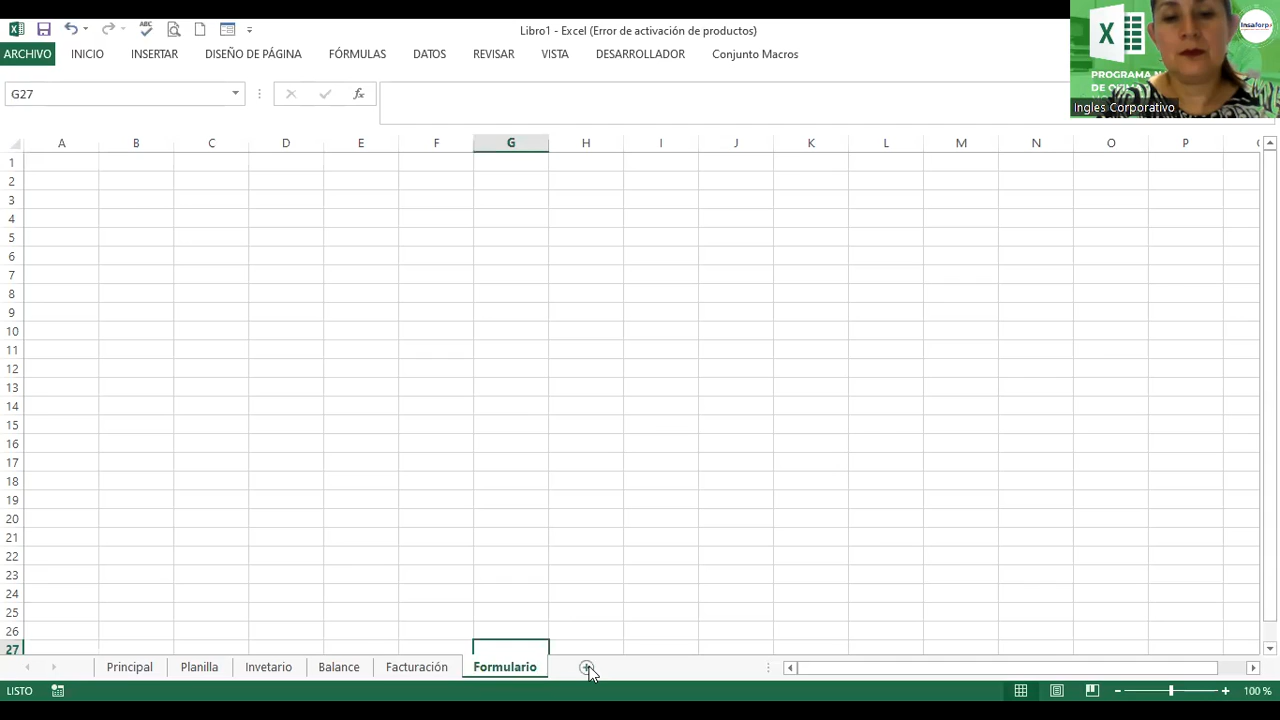 Libro1 - Excel (Error de activación de productos)
ARCHIVO INICIO INSERTAR DISEÑO DE PÁGINA FÓRMULAS DATOS REVISAR VISTA DESARROLLADOR Conjunto Macros
PROGRAMA
DE OFI
Ingles Corporativo
Insaforp
G27
fx
A B C D E F G H I J K L M N O P
1
2
3
4
5
6
7
8
9
10
11
12
13
14
15
16
17
18
19
20
21
22
23
24
25
26
27
Principal Planilla Invetario Balance Facturación Formulario
LISTO 100 %